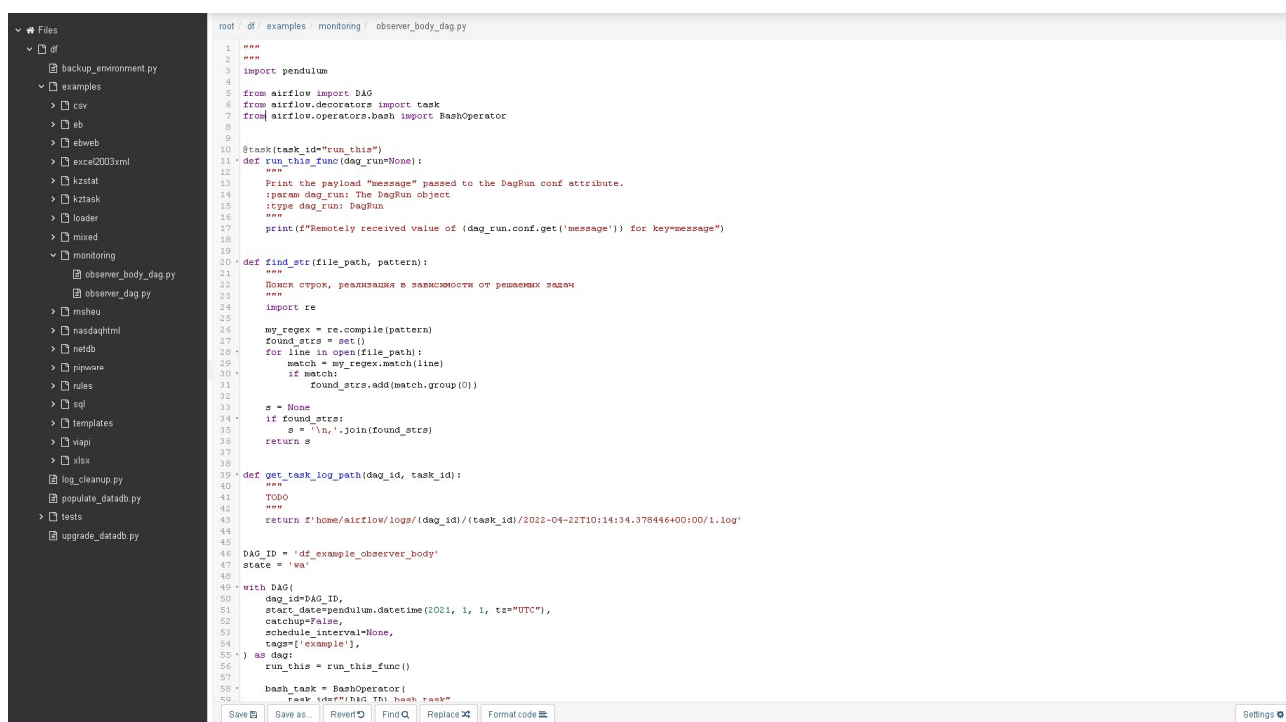 Files
df
backup_environment.py
examples
csv
eb
ebweb
excel2003xml
kzstat
kztask
loader
mixed
monitoring
observer_body_dag.py
observer_dag.py
msheu
nasdaqhtml
netdb
pipware
rules
sql
templates
viapi
xlsx
log_cleanup.py
populate_datadb.py
tests
upgrade_datadb.py
root / df / examples / monitoring / observer_body_dag.py
1 """
2 """
3 import pendulum
4
5 from airflow import DAG
6 from airflow.decorators import task
7 from airflow.operators.bash import BashOperator
8
9
10 @task(task_id="run_this")
11 def run_this_func(dag_run=None):
12     """
13     Print the payload "message" passed to the DagRun conf attribute.
14     :param dag_run: The DagRun object
15     :type dag_run: DagRun
16     """
17     print(f"Remotely received value of {dag_run.conf.get('message')} for key=message")
18
19
20 def find_str(file_path, pattern):
21     """
22     Поиск строк, реализация в зависимости от решаемых задач
23     """
24     import re
25
26     my_regex = re.compile(pattern)
27     found_strs = set()
28     for line in open(file_path):
29         match = my_regex.match(line)
30         if match:
31             found_strs.add(match.group(0))
32
33     s = None
34     if found_strs:
35         s = '\n,'.join(found_strs)
36     return s
37
38
39 def get_task_log_path(dag_id, task_id):
40     """
41     TODO
42     """
43     return f'home/airflow/logs/{dag_id}/{task_id}/2022-04-22T10:14:34.378446+00:00/1.log'
44
45
46 DAG_ID = 'df_example_observer_body'
47 state = 'wa'
48
49 with DAG(
50     dag_id=DAG_ID,
51     start_date=pendulum.datetime(2021, 1, 1, tz="UTC"),
52     catchup=False,
53     schedule_interval=None,
54     tags=['example'],
55 ) as dag:
56     run_this = run_this_func()
57
58     bash_task = BashOperator(
59         task_id=f"{DAG_ID}_bash_task"
Save Save as... Revert Find Replace Format code Settings